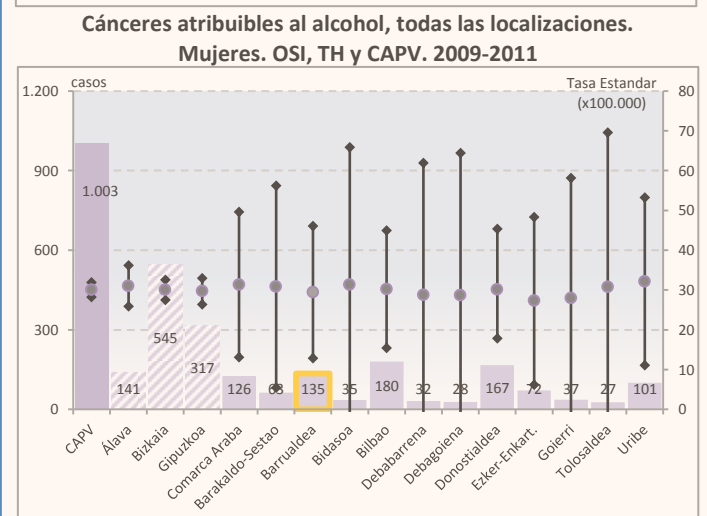 Cánceres atribuibles al alcohol, todas las localizaciones.
Mujeres. OSI, TH y CAPV. 2009-2011
casos
Tasa Estandar
(x100.000)
1.200
900
600
300
0
80
70
60
50
40
30
20
10
0
1.003
141
545
317
126
63
135
35
180
32
28
167
72
37
27
101
CAPV
Álava
Bizkaia
Gipuzkoa
Comarca Araba
Barakaldo-Sestao
Barrualdea
Bidasoa
Bilbao
Debabarrena
Debagoiena
Donostialdea
Ezker-Enkart.
Goierri
Tolosaldea
Uribe